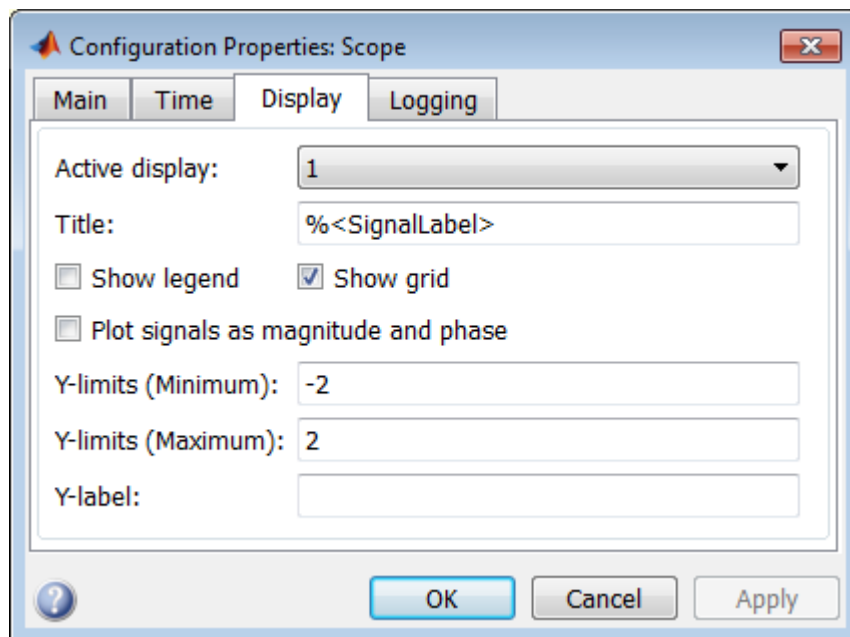 Configuration Properties: Scope
Main Time Display Logging
Active display: 1
Title: %<SignalLabel>
Show legend Show grid
Plot signals as magnitude and phase
Y-limits (Minimum): -2
Y-limits (Maximum): 2
Y-label:
? OK Cancel Apply